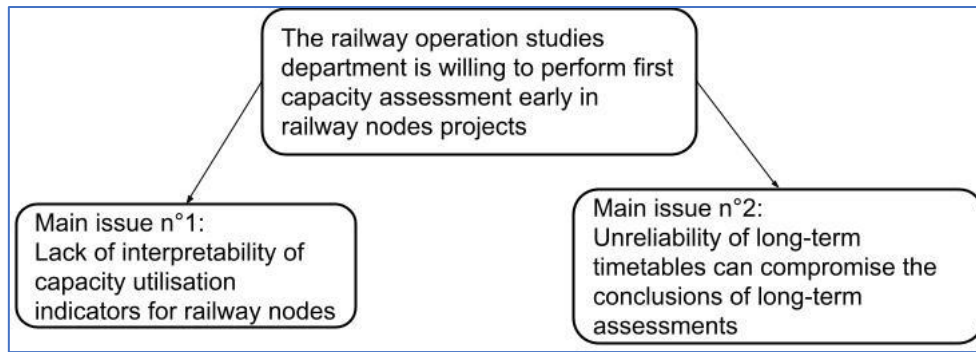 The railway operation studies
department is willing to perform first
capacity assessment early in
railway nodes projects
Main issue n°1:
Lack of interpretability of
capacity utilisation
indicators for railway nodes
Main issue n°2:
Unreliability of long-term
timetables can compromise the
conclusions of long-term
assessments